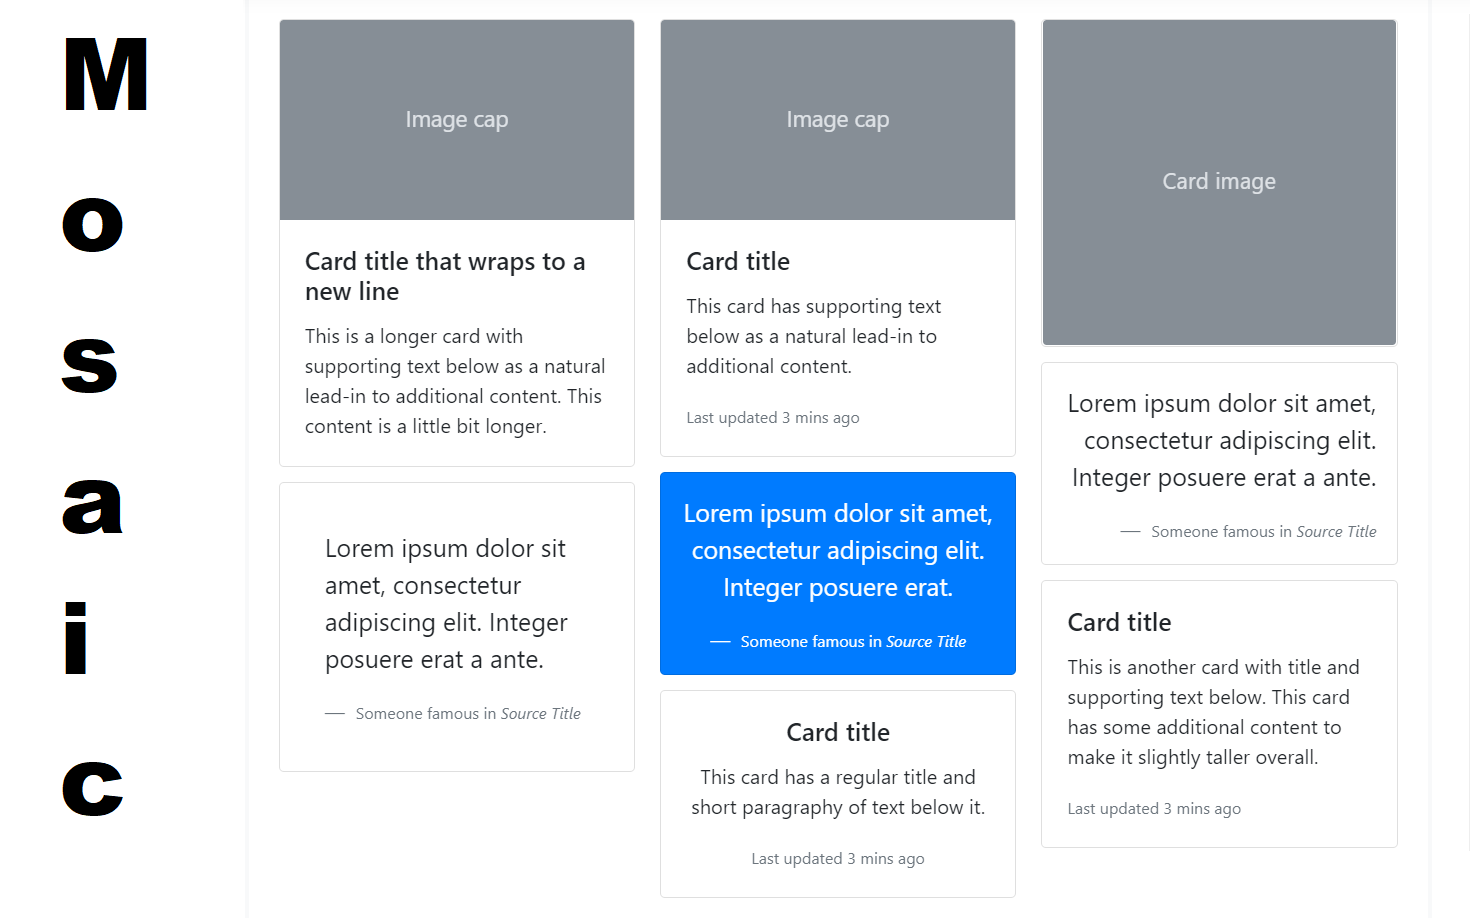 M
o
s
a
i
c
Image cap
Card title that wraps to a
new line
This is a longer card with
supporting text below as a natural
lead-in to additional content. This
content is a little bit longer.
Lorem ipsum dolor sit
amet, consectetur
adipiscing elit. Integer
posuere erat a ante.
— Someone famous in Source Title
Image cap
Card title
This card has supporting text
below as a natural lead-in to
additional content.
Last updated 3 mins ago
Lorem ipsum dolor sit amet,
consectetur adipiscing elit.
Integer posuere erat.
— Someone famous in Source Title
Card title
This card has a regular title and
short paragraphy of text below it.
Last updated 3 mins ago
Card image
Lorem ipsum dolor sit amet,
consectetur adipiscing elit.
Integer posuere erat a ante.
— Someone famous in Source Title
Card title
This is another card with title and
supporting text below. This card
has some additional content to
make it slightly taller overall.
Last updated 3 mins ago